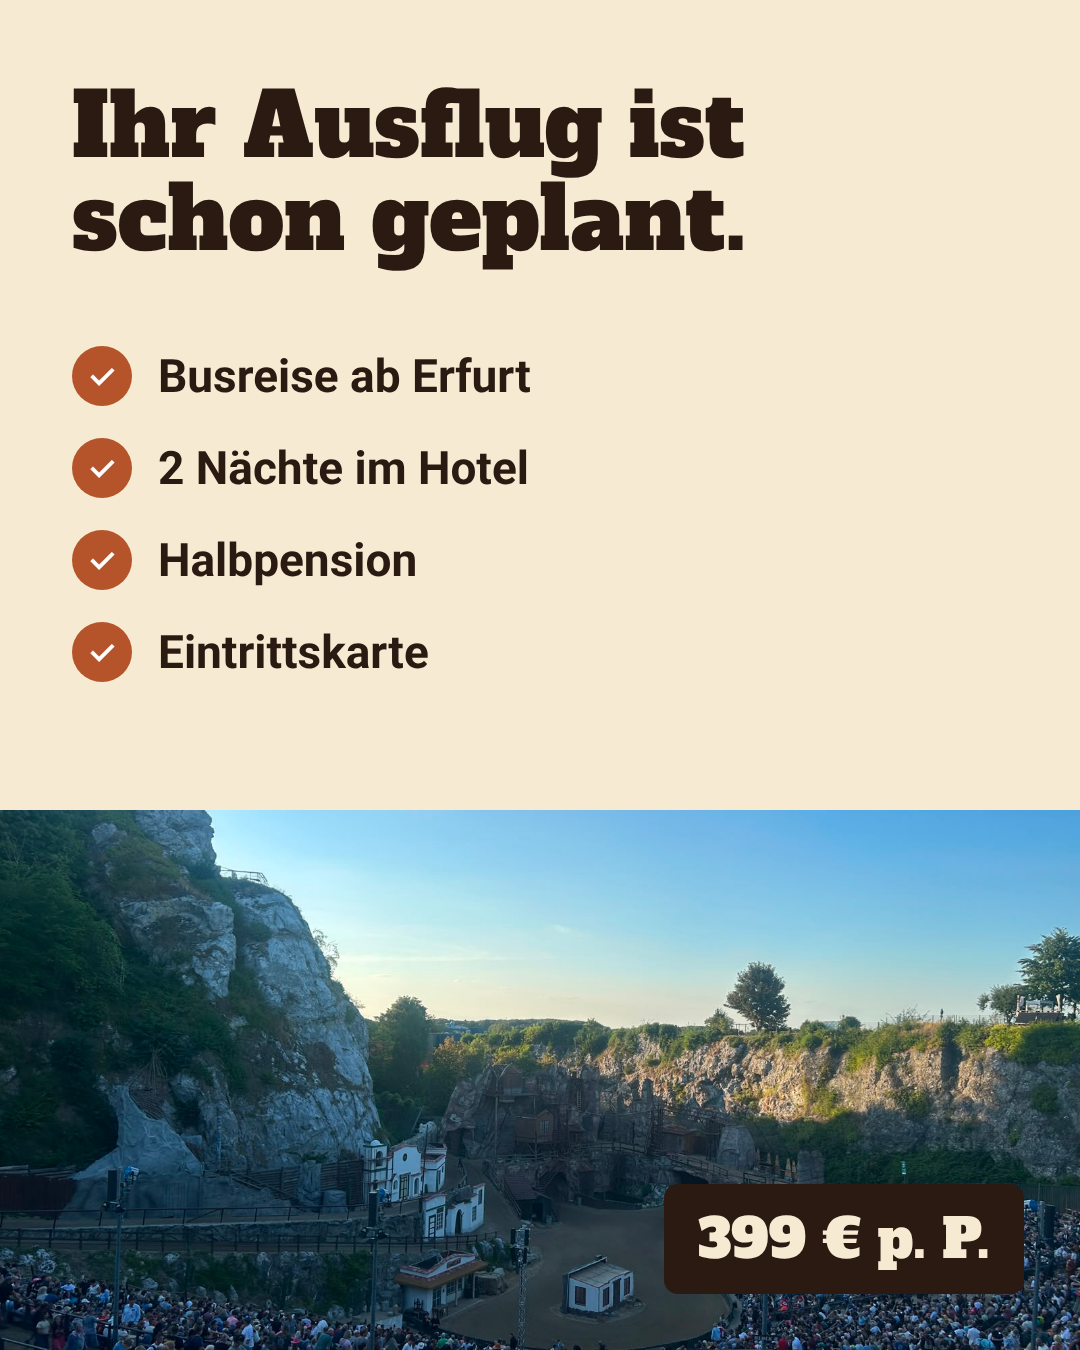 Ihr Ausflug ist
schon geplant.
Busreise ab Erfurt
2 Nächte im Hotel
Halbpension
Eintrittskarte
399 € p. P.